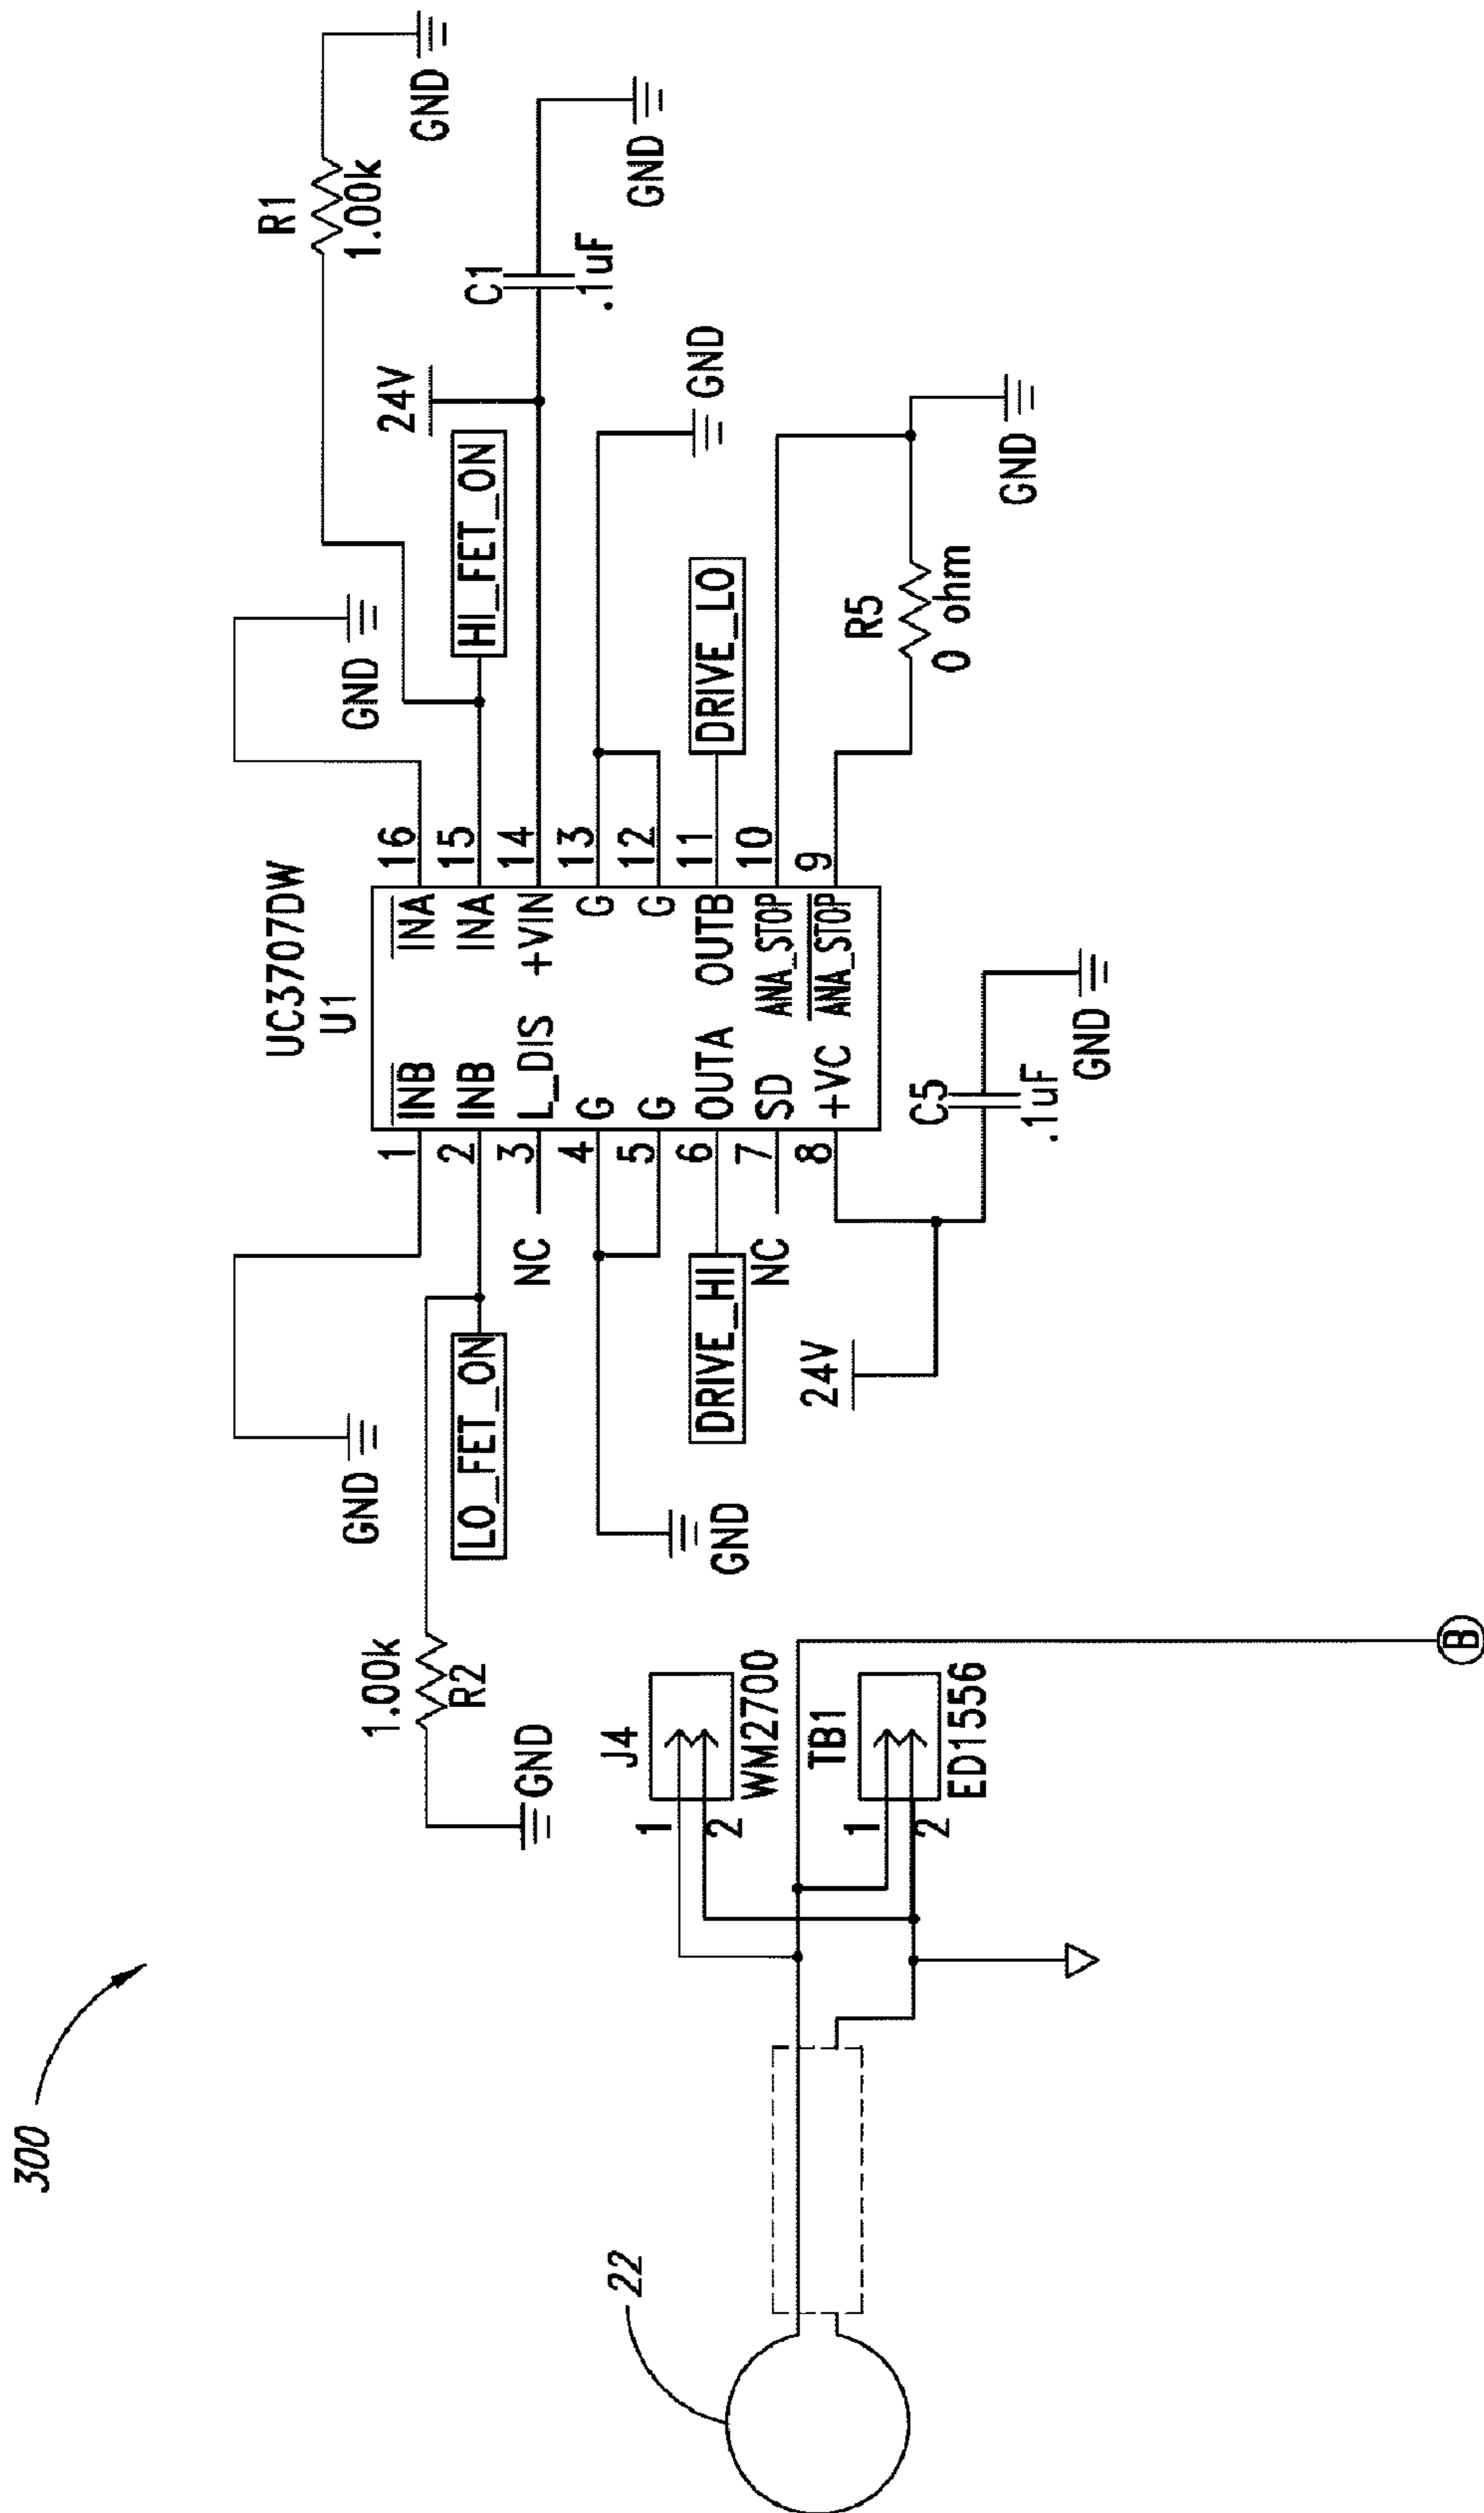 300
22
UC3707DW
U1
INB
INB
L_DIS
G
G
OUTA
SD
+VC
INA
INA
+VIN
G
G
OUTB
ANA_STOP
ANA_STOP
1
2
3
4
5
6
7
8
16
15
14
13
12
11
10
9
GND
LO_FET_ON
1.00k
R2
GND
NC
GND
DRIVE_HI
NC
24V
C5
.1uF
GND
GND
HI_FET_ON
R1
1.00k
GND
24V
C1
.1uF
GND
GND
DRIVE_LO
R5
0 ohm
GND
J4
1
2
WM2700
TB1
1
2
ED1556
B